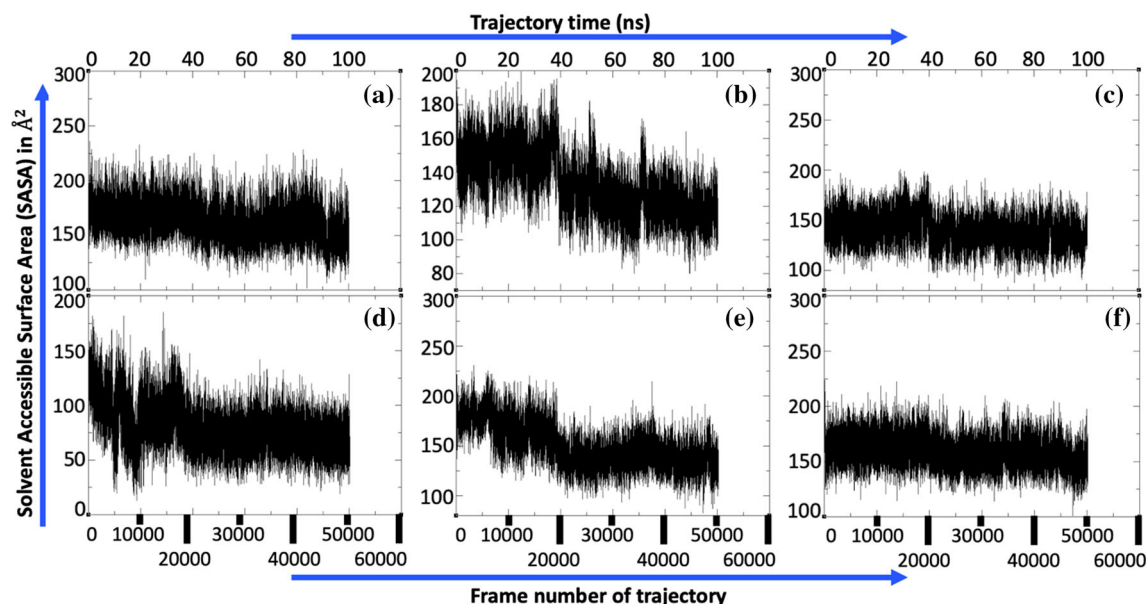 Trajectory time (ns)
0 20 40 60 80 100 0 20 40 60 80 100 0 20 40 60 80 100
Solvent Accessible Surface Area (SASA) in Å²
300 (a) 200 (b) 300 (c)
250 180 250
200 160 200
150 140 150
100 120 100
100
80
200 (d) 300 (e) 300 (f)
150 250 250
100 200 200
50 150 150
0 100 100
0 10000 30000 50000 0 10000 30000 50000 0 10000 30000 50000
20000 40000 60000 20000 40000 60000 20000 40000 60000
Frame number of trajectory